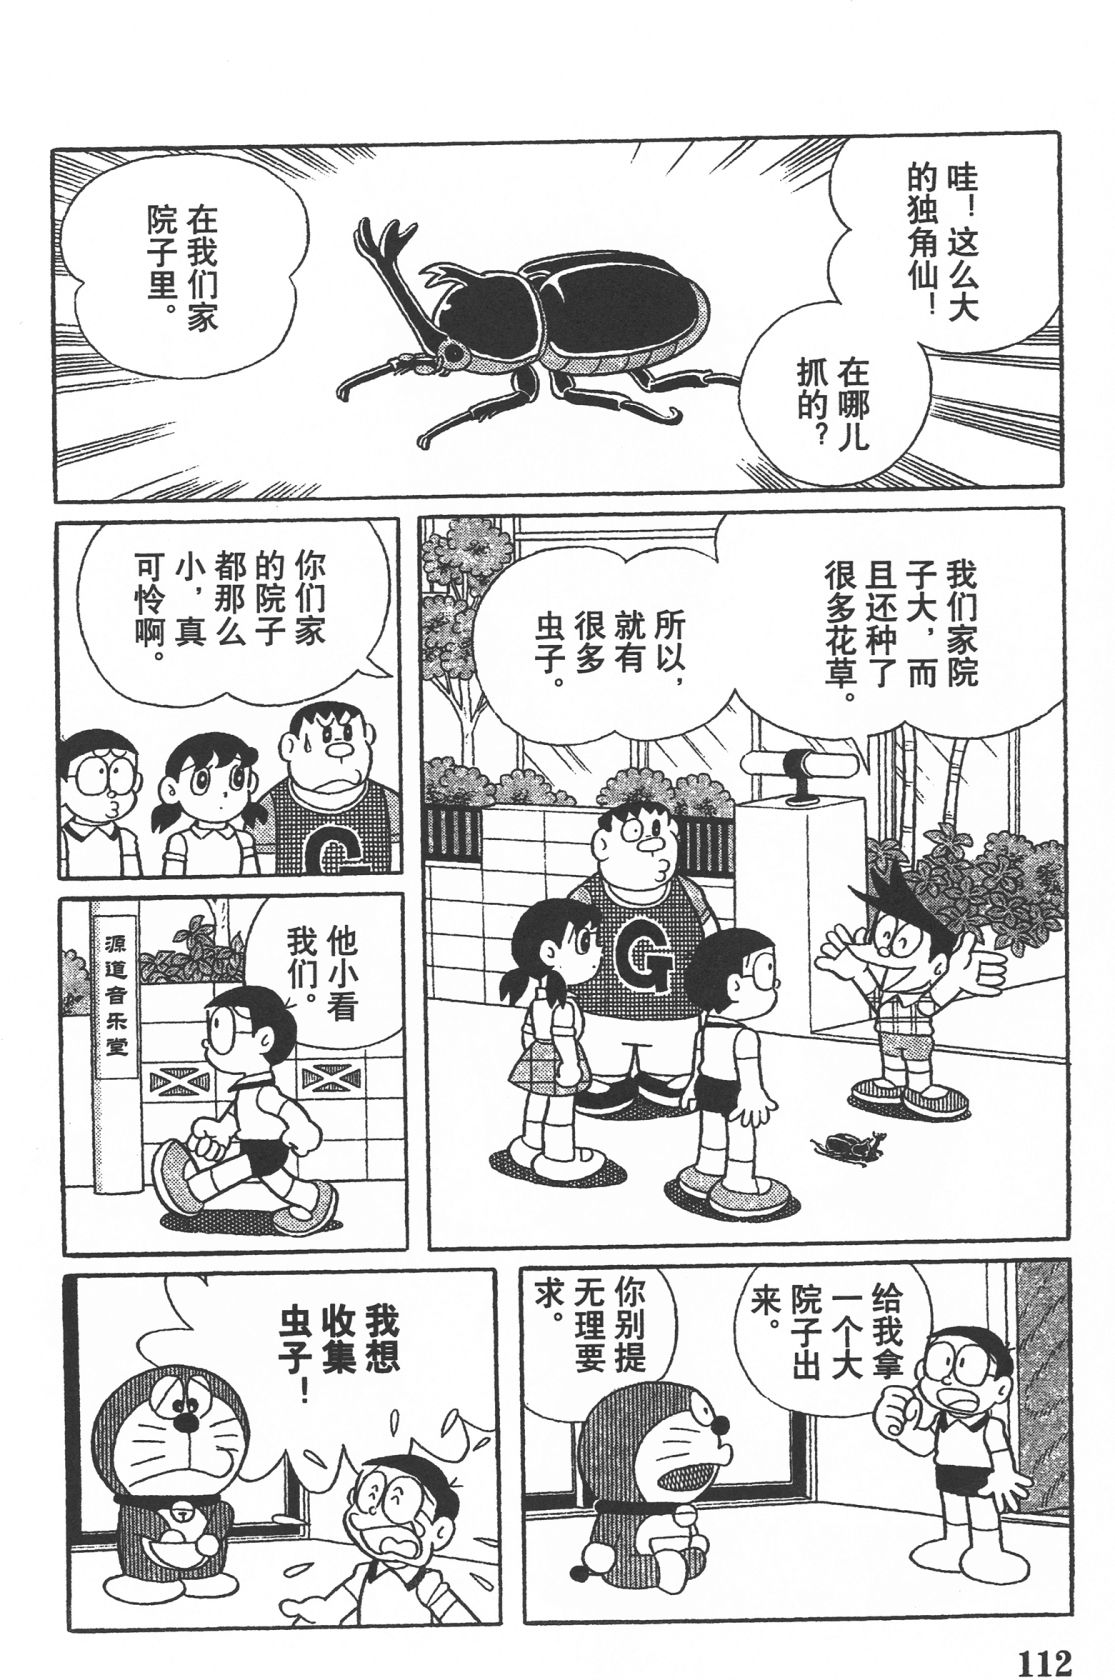 哇！这么大
的独角仙！
在哪儿
抓的？
在我们家
院子里。
我们家院
子大，而
且还种了
很多花草。
所以，
就有
很多
虫子。
G
你们家
的院子
都那么
小，真
可怜啊。
G
他小看
我们。
源道音乐堂
给我拿
一个大
院子出
来。
你别提
无理要
求。
我想
收集
虫子！
112